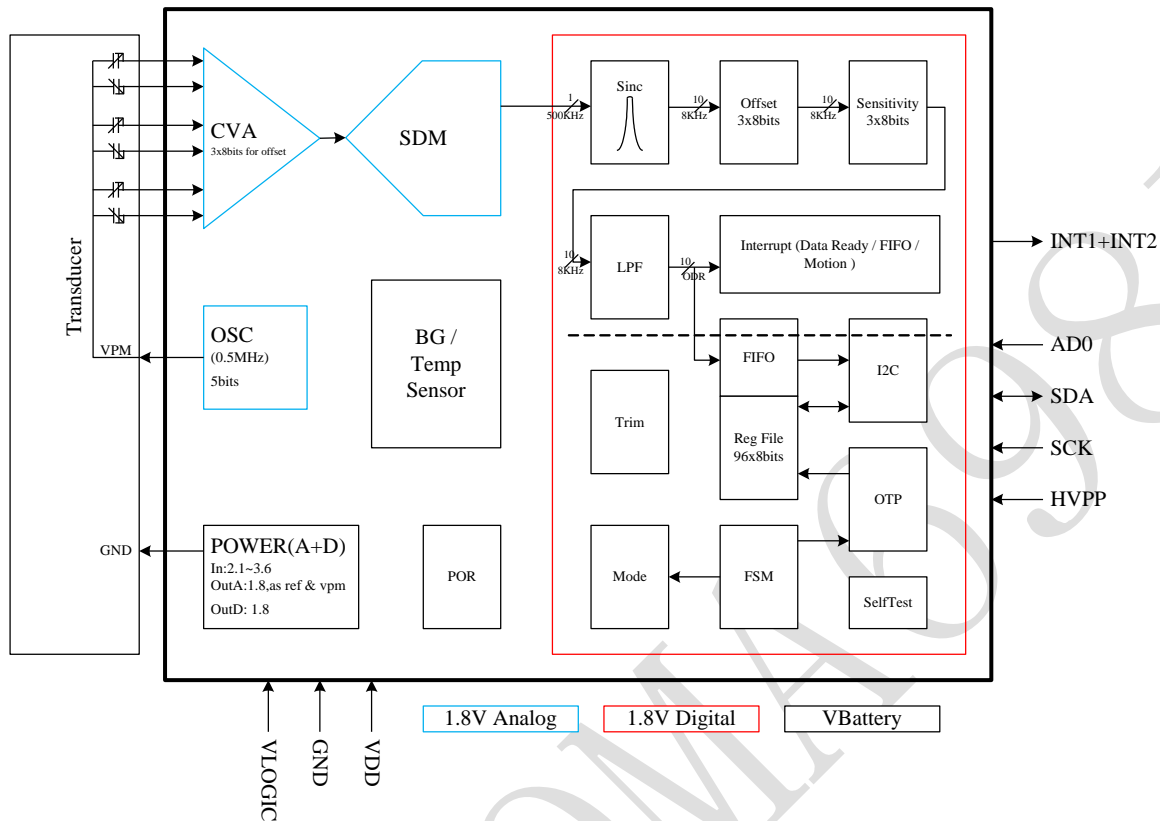 Transducer
VPM
GND
CVA
3x8bits for offset
SDM
OSC
(0.5MHz)
5bits
BG /
Temp
Sensor
POWER(A+D)
In:2.1~3.6
OutA:1.8,as ref & vpm
OutD: 1.8
POR
1
500KHz
Sinc
10
8KHz
Offset
3x8bits
10
8KHz
Sensitivity
3x8bits
10
8KHz
LPF
10
ODR
Interrupt (Data Ready / FIFO /
Motion )
FIFO
I2C
Trim
Reg File
96x8bits
OTP
Mode
FSM
SelfTest
INT1+INT2
AD0
SDA
SCK
HVPP
VLOGIC
GND
VDD
1.8V Analog
1.8V Digital
VBattery